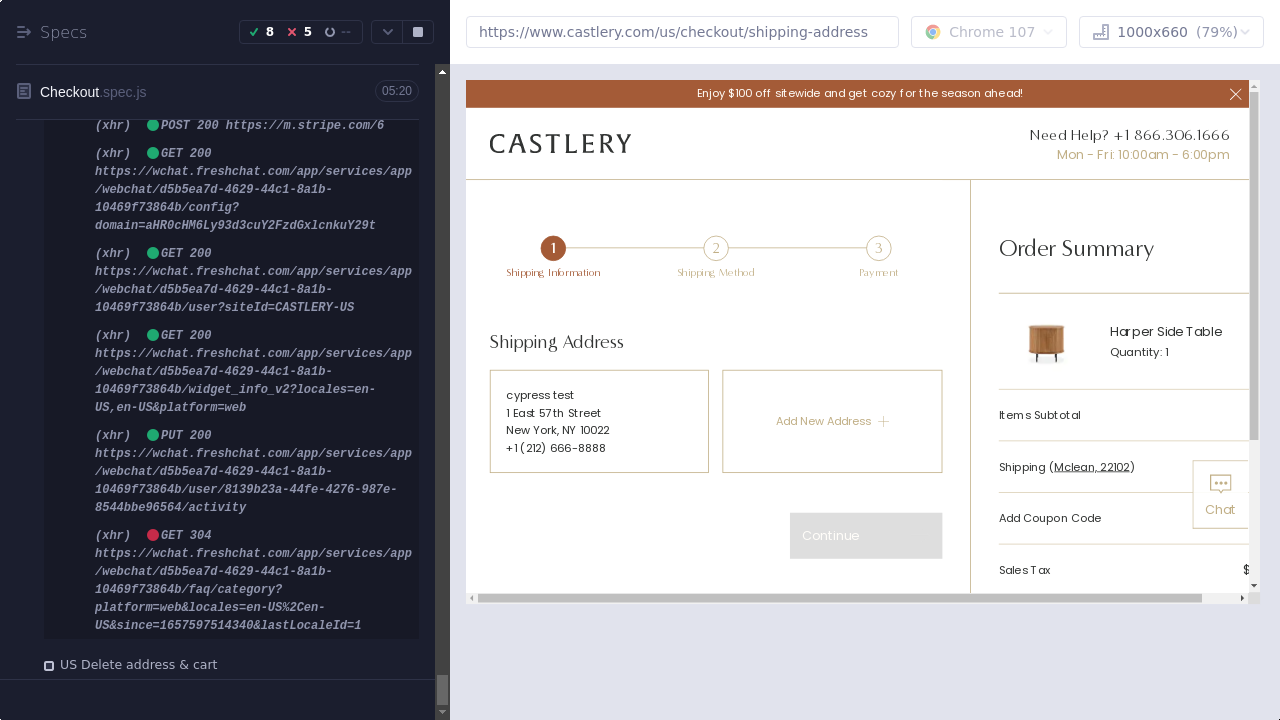 Specs
8
5
--
Checkout.spec.js
05:20
(xhr) POST 200 https://m.stripe.com/6
(xhr) GET 200
https://wchat.freshchat.com/app/services/app
/webchat/d5b5ea7d-4629-44c1-8a1b-
10469f73864b/config?
domain=aHR0cHM6Ly93d3cuY2FzdGxlcnkuY29t
(xhr) GET 200
https://wchat.freshchat.com/app/services/app
/webchat/d5b5ea7d-4629-44c1-8a1b-
10469f73864b/user?siteId=CASTLERY-US
(xhr) GET 200
https://wchat.freshchat.com/app/services/app
/webchat/d5b5ea7d-4629-44c1-8a1b-
10469f73864b/widget_info_v2?locales=en-
US,en-US&platform=web
(xhr) PUT 200
https://wchat.freshchat.com/app/services/app
/webchat/d5b5ea7d-4629-44c1-8a1b-
10469f73864b/user/8139b23a-44fe-4276-987e-
8544bbe96564/activity
(xhr) GET 304
https://wchat.freshchat.com/app/services/app
/webchat/d5b5ea7d-4629-44c1-8a1b-
10469f73864b/faq/category?
platform=web&locales=en-US%2Cen-
US&since=1657597514340&lastLocaleId=1
US Delete address & cart
https://www.castlery.com/us/checkout/shipping-address
Chrome 107
1000x660 (79%)
Enjoy $100 off sitewide and get cozy for the season ahead!
CASTLERY
Need Help? +1 866.306.1666
Mon - Fri: 10:00am - 6:00pm
1
2
3
Shipping Information
Shipping Method
Payment
Shipping Address
cypress test
1 East 57th Street
New York, NY 10022
+1 (212) 666-8888
Add New Address
Continue
Order Summary
Harper Side Table
Quantity: 1
Items Subtotal
Shipping (Mclean, 22102)
Add Coupon Code
Sales Tax
$
Chat